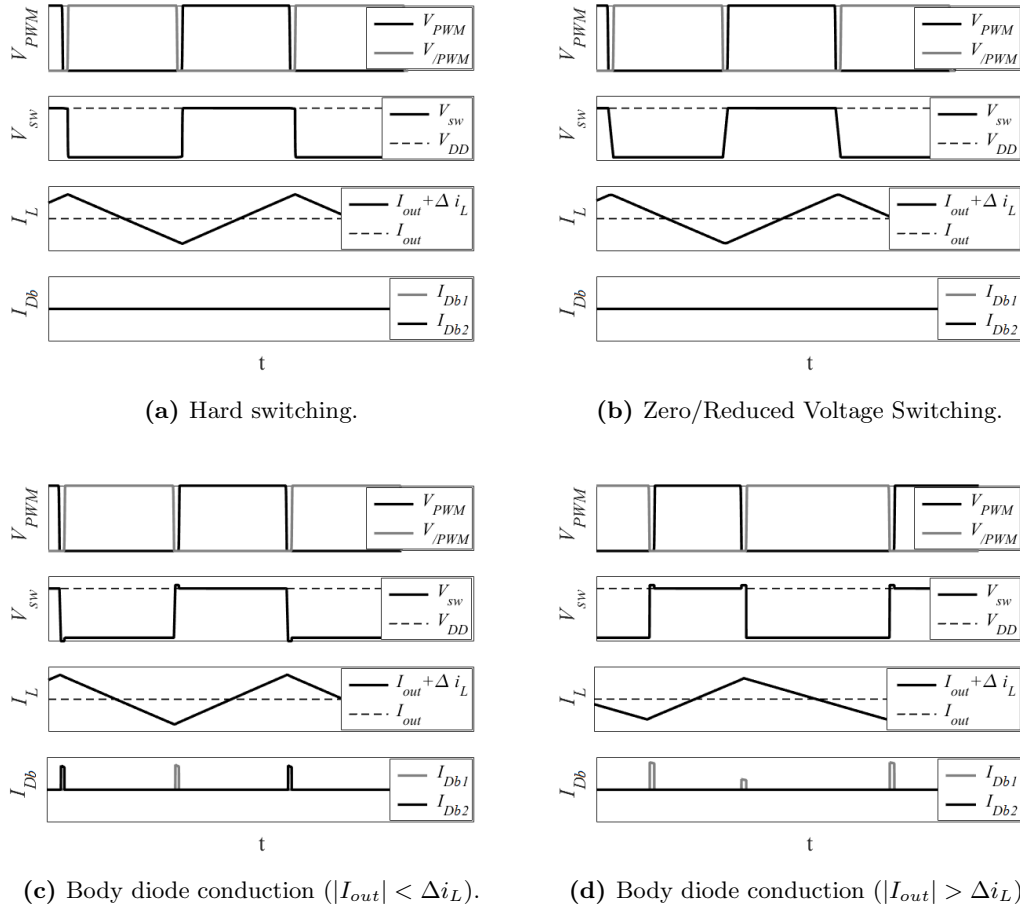 V_PWM
V_PWM
V_/PWM
V_sw
V_sw
V_DD
I_L
I_out+Δ i_L
I_out
I_Db
I_Db1
I_Db2
t
(a) Hard switching.
V_PWM
V_PWM
V_/PWM
V_sw
V_sw
V_DD
I_L
I_out+Δ i_L
I_out
I_Db
I_Db1
I_Db2
t
(b) Zero/Reduced Voltage Switching.
V_PWM
V_PWM
V_/PWM
V_sw
V_sw
V_DD
I_L
I_out+Δ i_L
I_out
I_Db
I_Db1
I_Db2
t
(c) Body diode conduction (|I_out| < Δi_L).
V_PWM
V_PWM
V_/PWM
V_sw
V_sw
V_DD
I_L
I_out+Δ i_L
I_out
I_Db
I_Db1
I_Db2
t
(d) Body diode conduction (|I_out| > Δi_L)